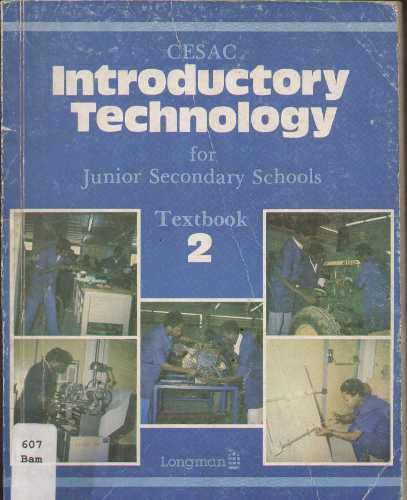 CESAC
Introductory
Technology
for
Junior Secondary Schools
Textbook
2
607
Bam
Longman